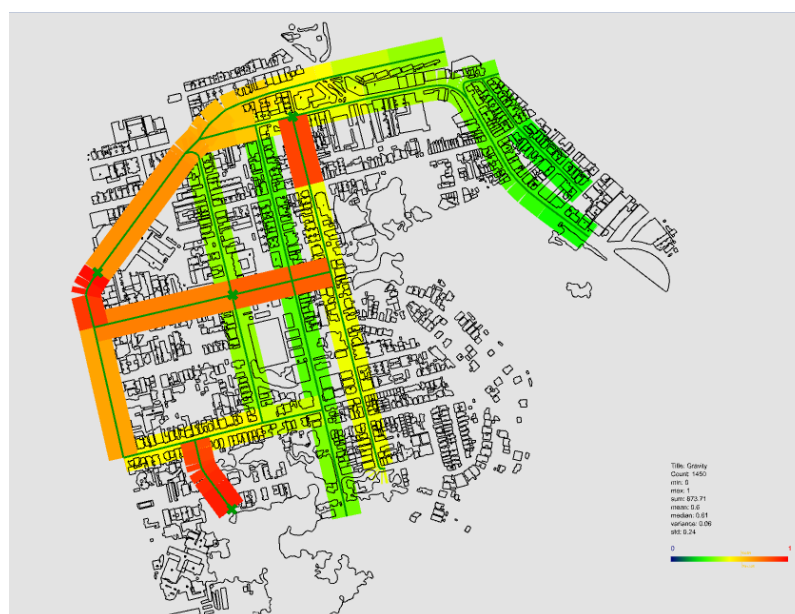 Title: Gravity
Count: 1450
min: 0
max: 1
sum: 873.71
mean: 0.6
median: 0.61
variance: 0.06
std: 0.24
0 1